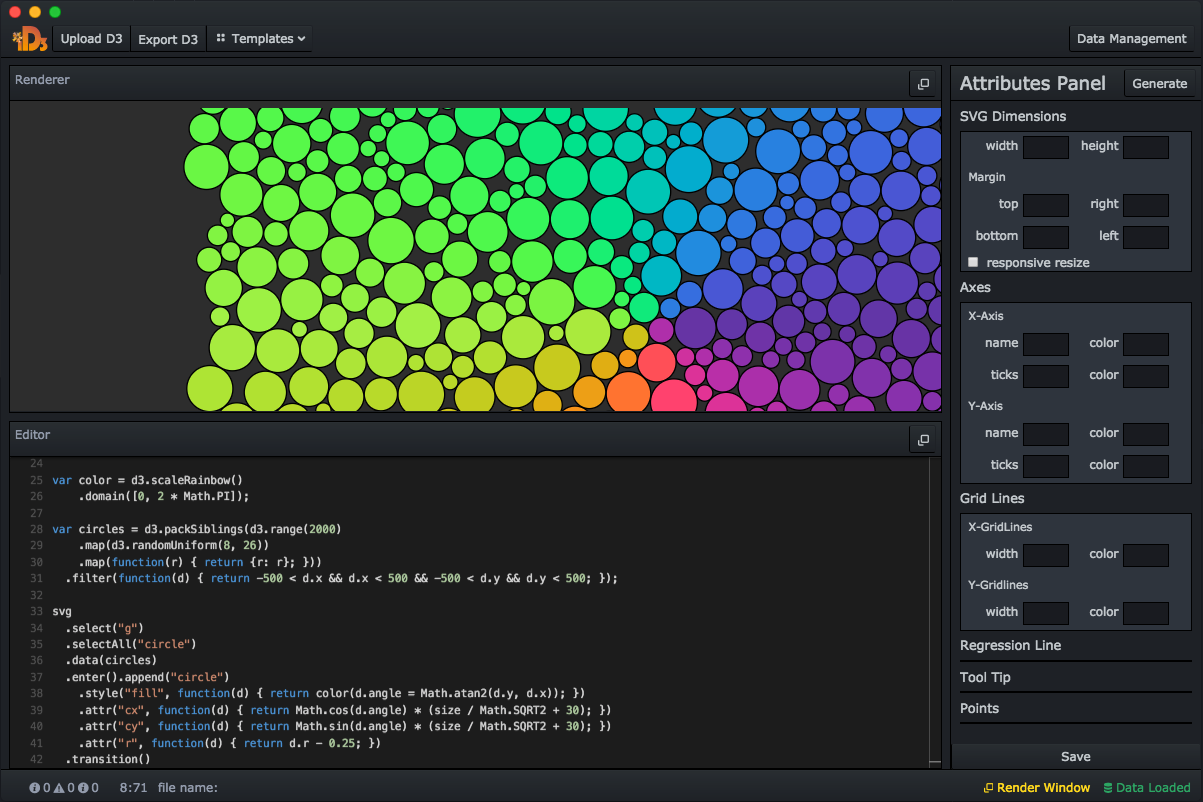 D3
Upload D3 Export D3 Templates Data Management
Renderer
Attributes Panel Generate
SVG Dimensions
width height
Margin
top right
bottom left
responsive resize
Axes
X-Axis
name color
ticks color
Y-Axis
name color
ticks color
Grid Lines
X-GridLines
width color
Y-Gridlines
width color
Regression Line
Tool Tip
Points
Save
Editor
24
25 var color = d3.scaleRainbow()
26 .domain([0, 2 * Math.PI]);
27
28 var circles = d3.packSiblings(d3.range(2000)
29 .map(d3.randomUniform(8, 26))
30 .map(function(r) { return {r: r}; }))
31 .filter(function(d) { return -500 < d.x && d.x < 500 && -500 < d.y && d.y < 500; });
32
33 svg
34 .select("g")
35 .selectAll("circle")
36 .data(circles)
37 .enter().append("circle")
38 .style("fill", function(d) { return color(d.angle = Math.atan2(d.y, d.x)); })
39 .attr("cx", function(d) { return Math.cos(d.angle) * (size / Math.SQRT2 + 30); })
40 .attr("cy", function(d) { return Math.sin(d.angle) * (size / Math.SQRT2 + 30); })
41 .attr("r", function(d) { return d.r - 0.25; })
42 .transition()
0 0 0 8:71 file name: Render Window Data Loaded